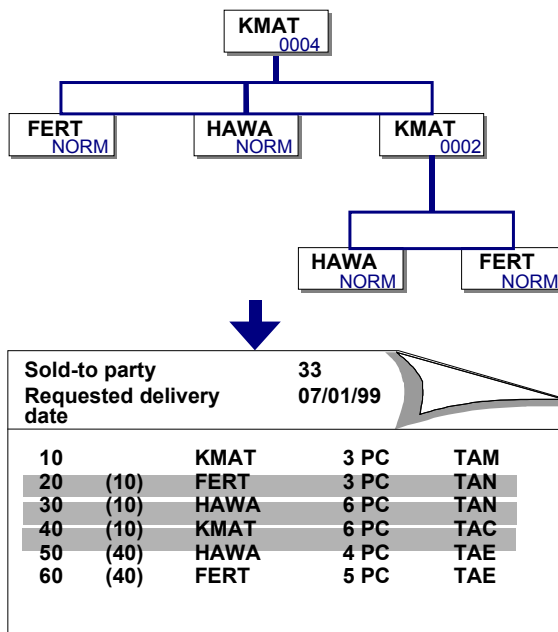 KMAT
0004
FERT
NORM
HAWA
NORM
KMAT
0002
HAWA
NORM
FERT
NORM
Sold-to party 33
Requested delivery 07/01/99
date
10 KMAT 3 PC TAM
20 (10) FERT 3 PC TAN
30 (10) HAWA 6 PC TAN
40 (10) KMAT 6 PC TAC
50 (40) HAWA 4 PC TAE
60 (40) FERT 5 PC TAE